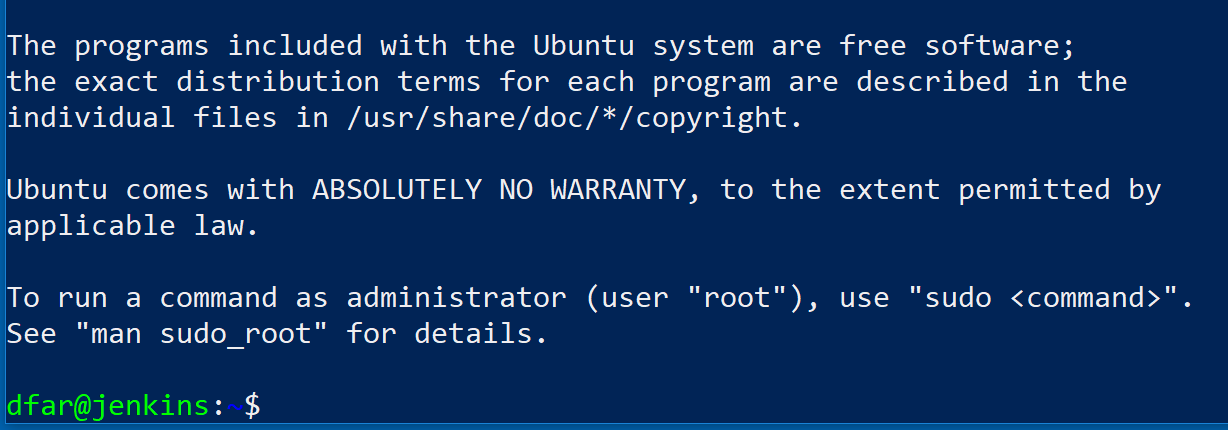 The programs included with the Ubuntu system are free software;
the exact distribution terms for each program are described in the
individual files in /usr/share/doc/*/copyright.
Ubuntu comes with ABSOLUTELY NO WARRANTY, to the extent permitted by
applicable law.
To run a command as administrator (user "root"), use "sudo <command>".
See "man sudo_root" for details.
dfar@jenkins:~$